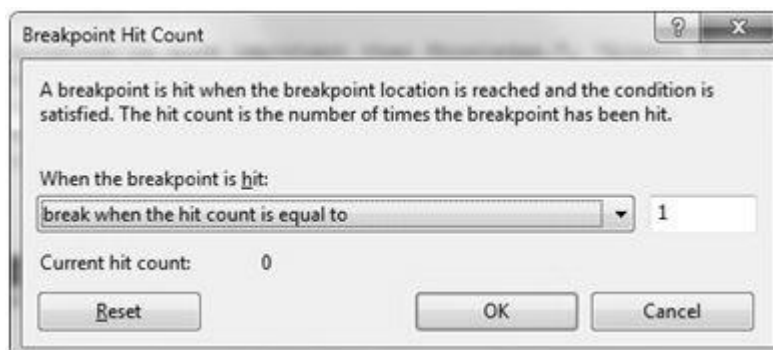 Breakpoint Hit Count
A breakpoint is hit when the breakpoint location is reached and the condition is
satisfied. The hit count is the number of times the breakpoint has been hit.
When the breakpoint is hit:
break when the hit count is equal to 1
Current hit count: 0
Reset OK Cancel